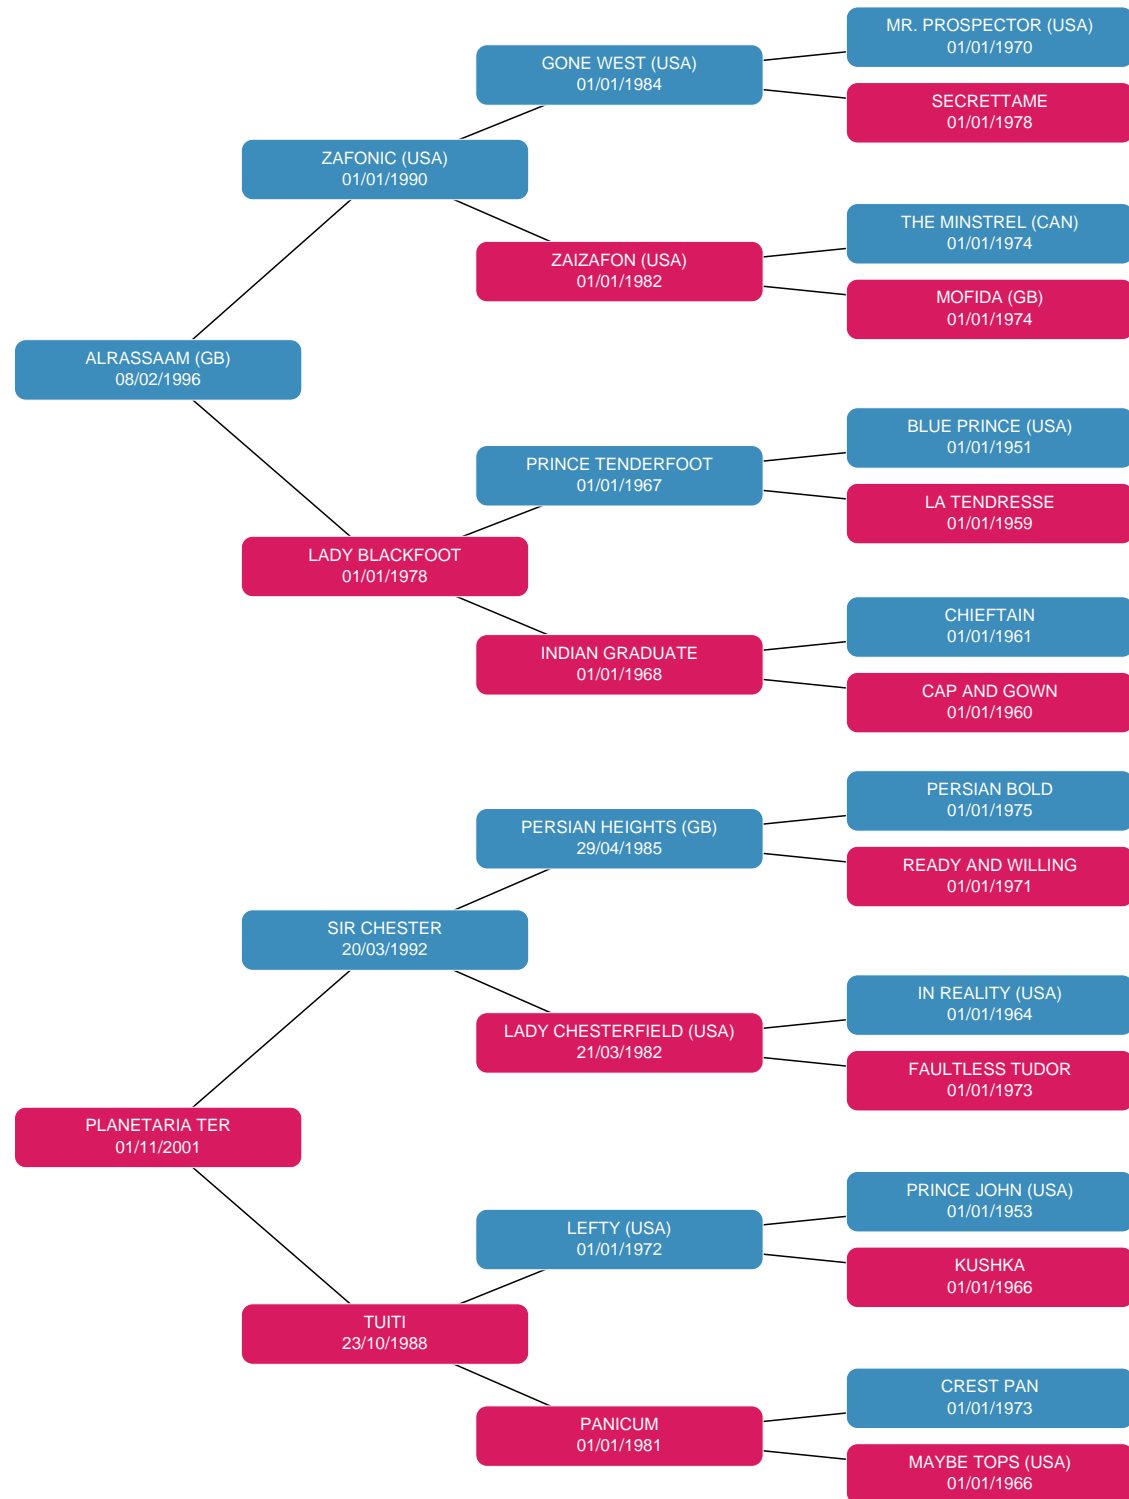 MR. PROSPECTOR (USA)
01/01/1970
GONE WEST (USA)
01/01/1984
SECRETTAME
01/01/1978
ZAFONIC (USA)
01/01/1990
THE MINSTREL (CAN)
01/01/1974
ZAIZAFON (USA)
01/01/1982
MOFIDA (GB)
01/01/1974
ALRASSAAM (GB)
08/02/1996
BLUE PRINCE (USA)
01/01/1951
PRINCE TENDERFOOT
01/01/1967
LA TENDRESSE
01/01/1959
LADY BLACKFOOT
01/01/1978
CHIEFTAIN
01/01/1961
INDIAN GRADUATE
01/01/1968
CAP AND GOWN
01/01/1960
PERSIAN BOLD
01/01/1975
PERSIAN HEIGHTS (GB)
29/04/1985
READY AND WILLING
01/01/1971
SIR CHESTER
20/03/1992
IN REALITY (USA)
01/01/1964
LADY CHESTERFIELD (USA)
21/03/1982
FAULTLESS TUDOR
01/01/1973
PLANETARIA TER
01/11/2001
PRINCE JOHN (USA)
01/01/1953
LEFTY (USA)
01/01/1972
KUSHKA
01/01/1966
TUITI
23/10/1988
CREST PAN
01/01/1973
PANICUM
01/01/1981
MAYBE TOPS (USA)
01/01/1966